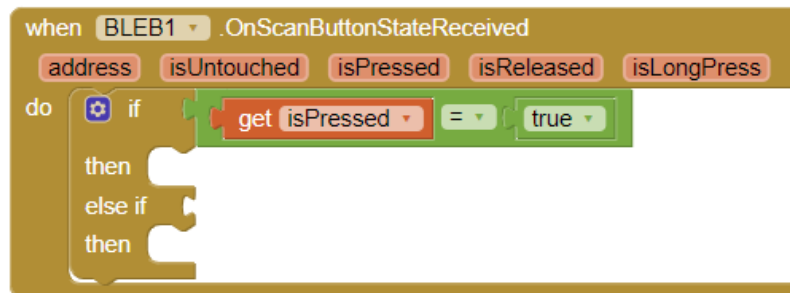 when BLEB1 .OnScanButtonStateReceived
address isUntouched isPressed isReleased isLongPress
do if get isPressed = true
then
else if
then